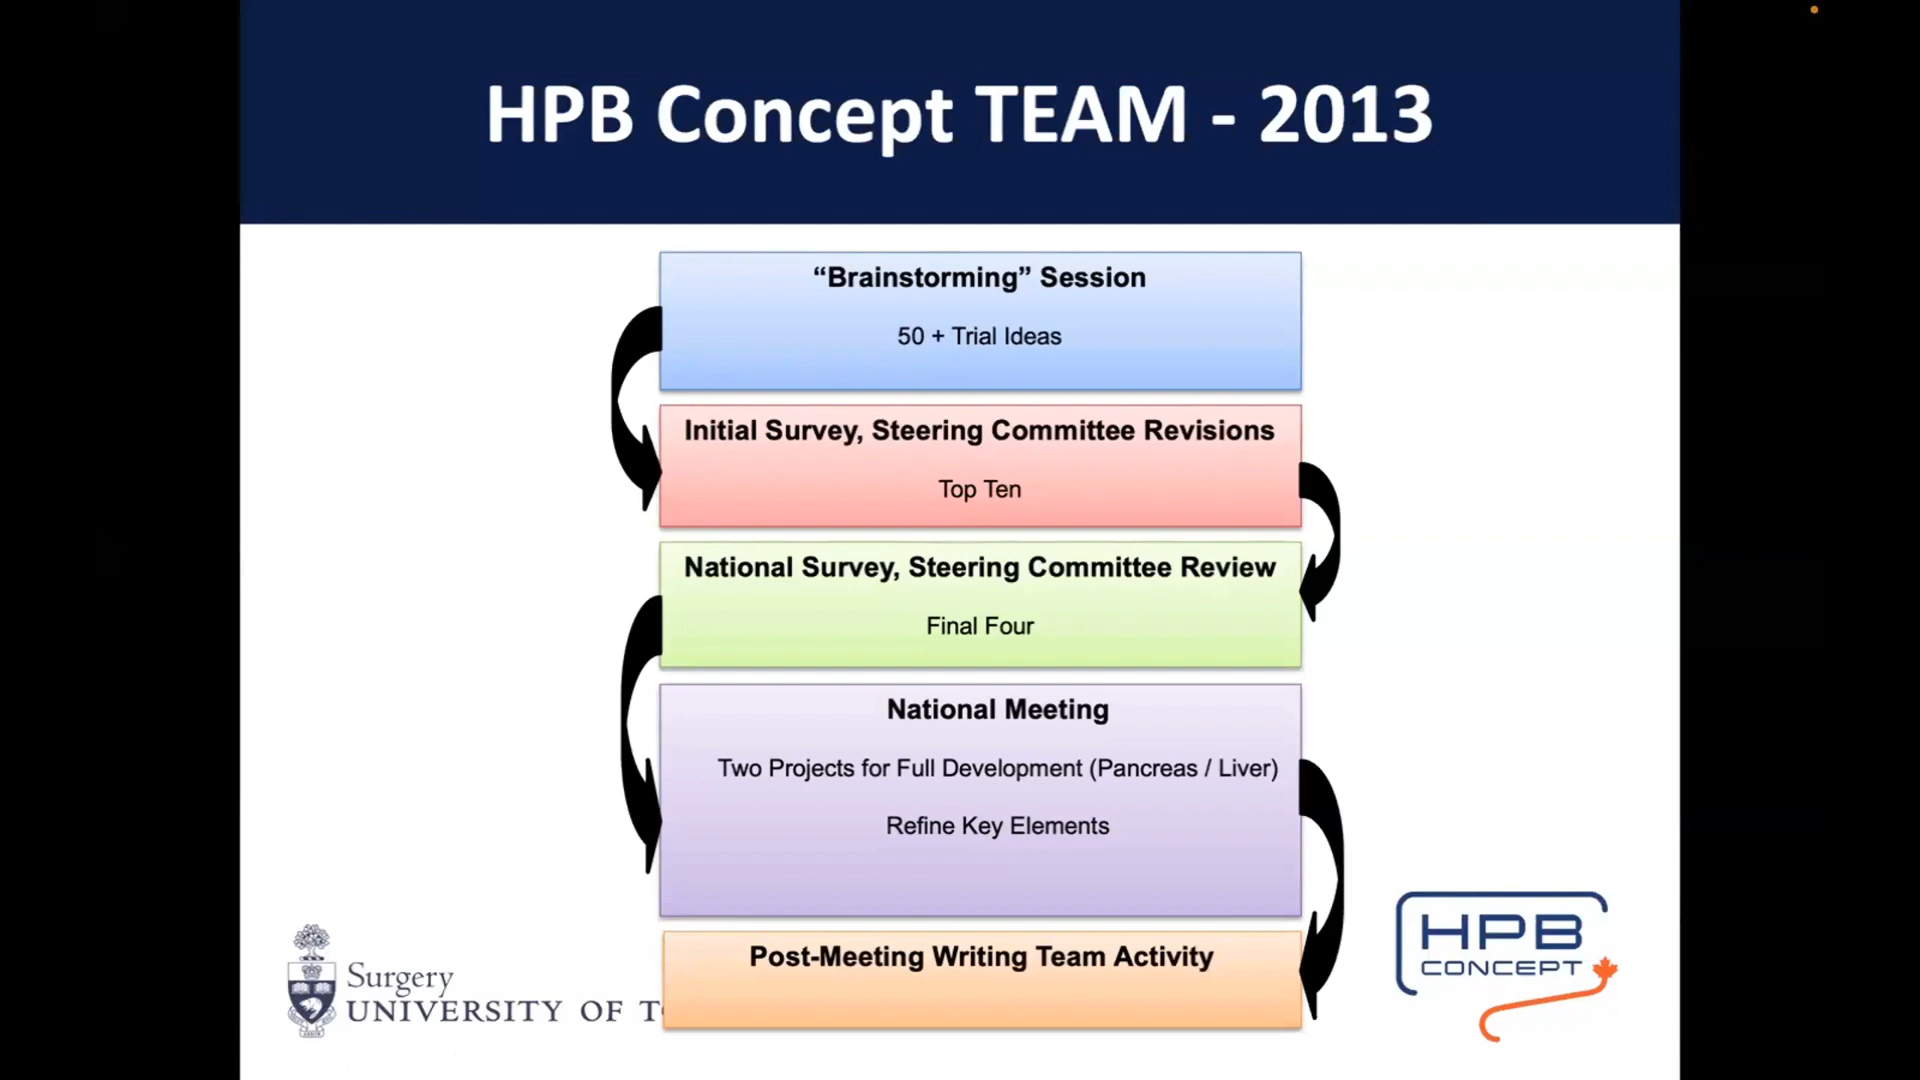 HPB Concept TEAM - 2013
“Brainstorming” Session
50 + Trial Ideas
Initial Survey, Steering Committee Revisions
Top Ten
National Survey, Steering Committee Review
Final Four
National Meeting
Two Projects for Full Development (Pancreas / Liver)
Refine Key Elements
Post-Meeting Writing Team Activity
Surgery
UNIVERSITY OF T
HPB
CONCEPT